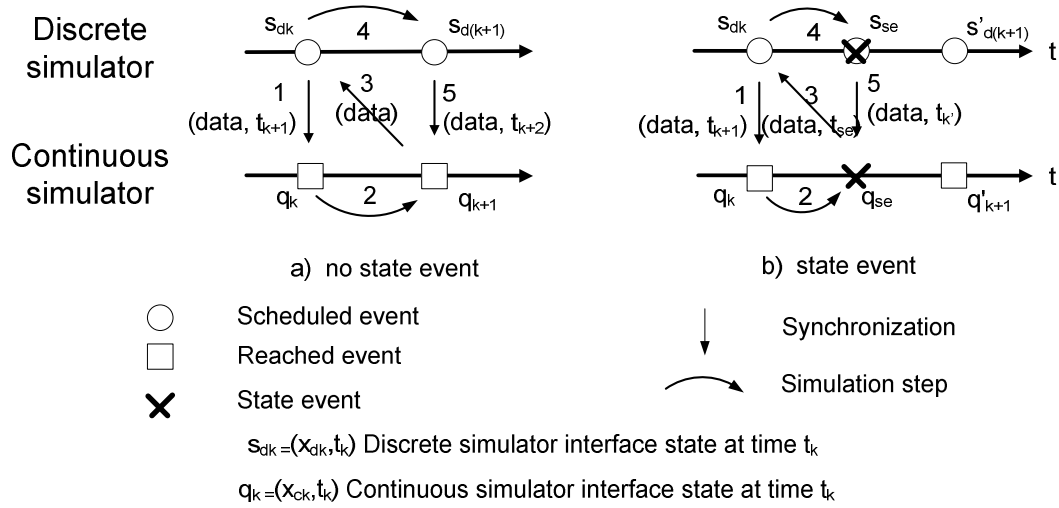 Discrete simulator
s_dk 4 s_d(k+1)
1 (data, t_k+1)
3 (data)
5 (data, t_k+2)
Continuous simulator
q_k 2 q_k+1
a) no state event
s_dk 4 s_se s'_d(k+1) t
1 (data, t_k+1)
3 (data, t_se)
5 (data, t_k')
q_k 2 q_se q'_k+1 t
b) state event
Scheduled event
Reached event
State event
Synchronization
Simulation step
s_dk =(x_dk,t_k) Discrete simulator interface state at time t_k
q_k =(x_ck,t_k) Continuous simulator interface state at time t_k